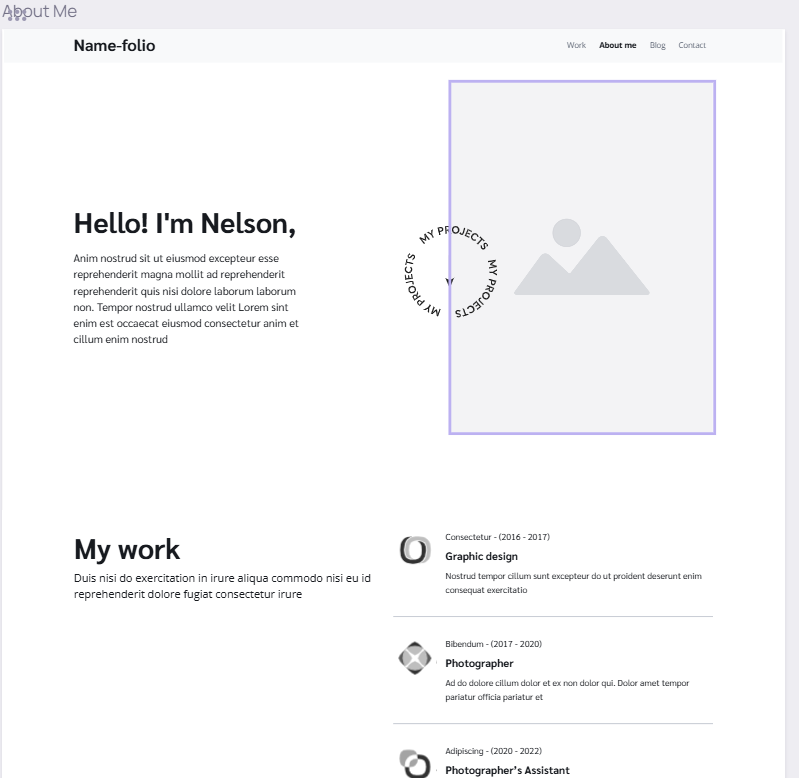 About Me
Name-folio
Work
About me
Blog
Contact
Hello! I'm Nelson,
Anim nostrud sit ut eiusmod excepteur esse
reprehenderit magna mollit ad reprehenderit
reprehenderit quis nisi dolore laborum laborum
non. Tempor nostrud ullamco velit Lorem sint
enim est occaecat eiusmod consectetur anim et
cillum enim nostrud
MY PROJECTS MY PROJECTS MY PROJECTS MY PROJECTS
My work
Duis nisi do exercitation in irure aliqua commodo nisi eu id
reprehenderit dolore fugiat consectetur irure
Consectetur - (2016 - 2017)
Graphic design
Nostrud tempor cillum sunt excepteur do ut proident deserunt enim
consequat exercitatio
Bibendum - (2017 - 2020)
Photographer
Ad do dolore cillum dolor et ex non dolor qui. Dolor amet tempor
pariatur officia pariatur et
Adipiscing - (2020 - 2022)
Photographer's Assistant